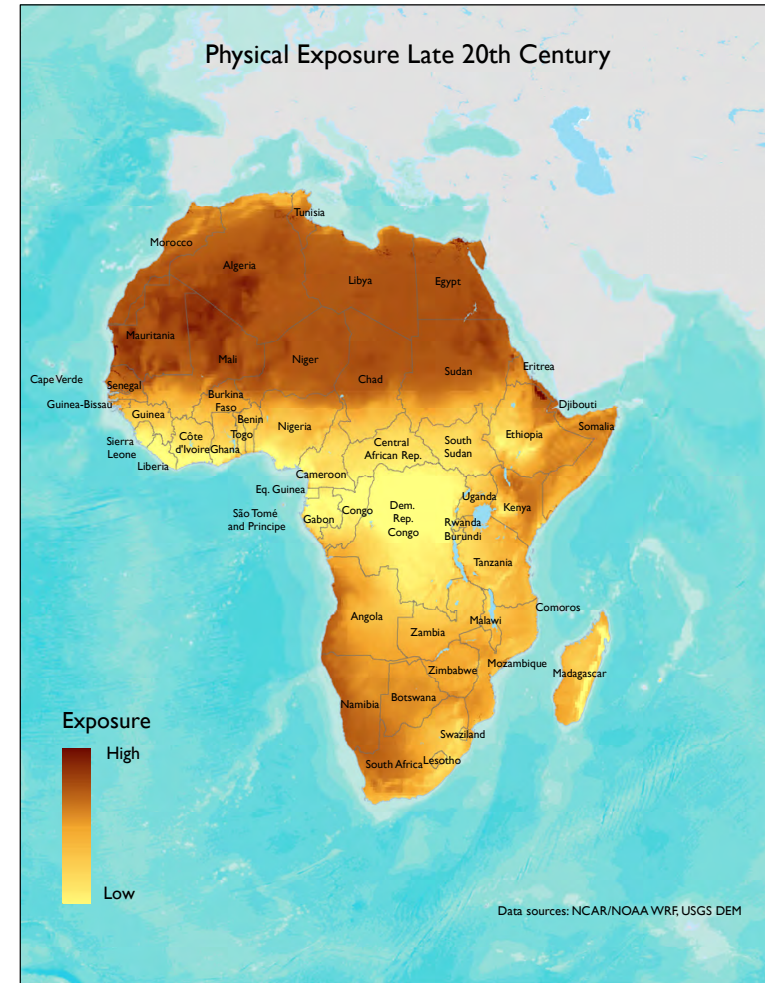 Physical Exposure Late 20th Century
Tunisia
Morocco
Algeria
Libya
Egypt
Mauritania
Mali
Niger
Chad
Sudan
Eritrea
Cape Verde
Senegal
Guinea-Bissau
Guinea
Burkina
Faso
Benin
Togo
Nigeria
Djibouti
Somalia
Ethiopia
Sierra
Leone
Liberia
Côte
d'Ivoire
Ghana
Central
African Rep.
South
Sudan
Cameroon
Eq. Guinea
São Tomé
and Principe
Gabon
Congo
Dem.
Rep.
Congo
Uganda
Kenya
Rwanda
Burundi
Tanzania
Comoros
Angola
Zambia
Malawi
Mozambique
Madagascar
Zimbabwe
Namibia
Botswana
Swaziland
South Africa
Lesotho
Exposure
High
Low
Data sources: NCAR/NOAA WRF, USGS DEM